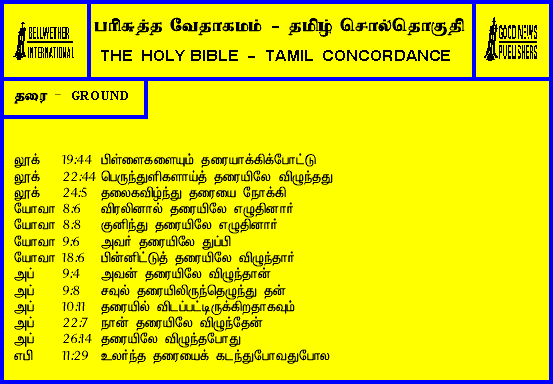 BELLWETHER
INTERNATIONAL
பரிசுத்த வேதாகமம் - தமிழ் சொல்தொகுதி
THE HOLY BIBLE - TAMIL CONCORDANCE
GOOD NEWS
PUBLISHERS
தரை - GROUND
லூக் 19:44 பிள்ளைகளையும் தரையாக்கிப்போட்டு
லூக் 22:44 பெருந்துளிகளாய்த் தரையிலே விழுந்தது
லூக் 24:5 தலைகவிழ்ந்து தரையை நோக்கி
யோவா 8:6 விரலினால் தரையிலே எழுதினார்
யோவா 8:8 குனிந்து தரையிலே எழுதினார்
யோவா 9:6 அவர் தரையிலே துப்பி
யோவா 18:6 பின்னிட்டுத் தரையிலே விழுந்தார்
அப் 9:4 அவன் தரையிலே விழுந்தான்
அப் 9:8 சவுல் தரையிலிருந்தெழுந்து தன்
அப் 10:11 தரையில் விடப்பட்டிருக்கிறதாகவும்
அப் 22:7 நான் தரையிலே விழுந்தேன்
அப் 26:14 தரையிலே விழுந்தபோது
எபி 11:29 உலர்ந்த தரையைக் கடந்துபோவதுபோல